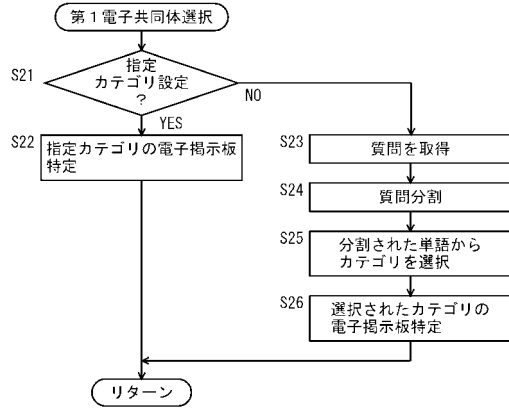 第1電子共同体選択
S21
指定
カテゴリ設定
?
NO
YES
S22
指定カテゴリの電子掲示板
特定
S23
質問を取得
S24
質問分割
S25
分割された単語から
カテゴリを選択
S26
選択されたカテゴリの
電子掲示板特定
リターン